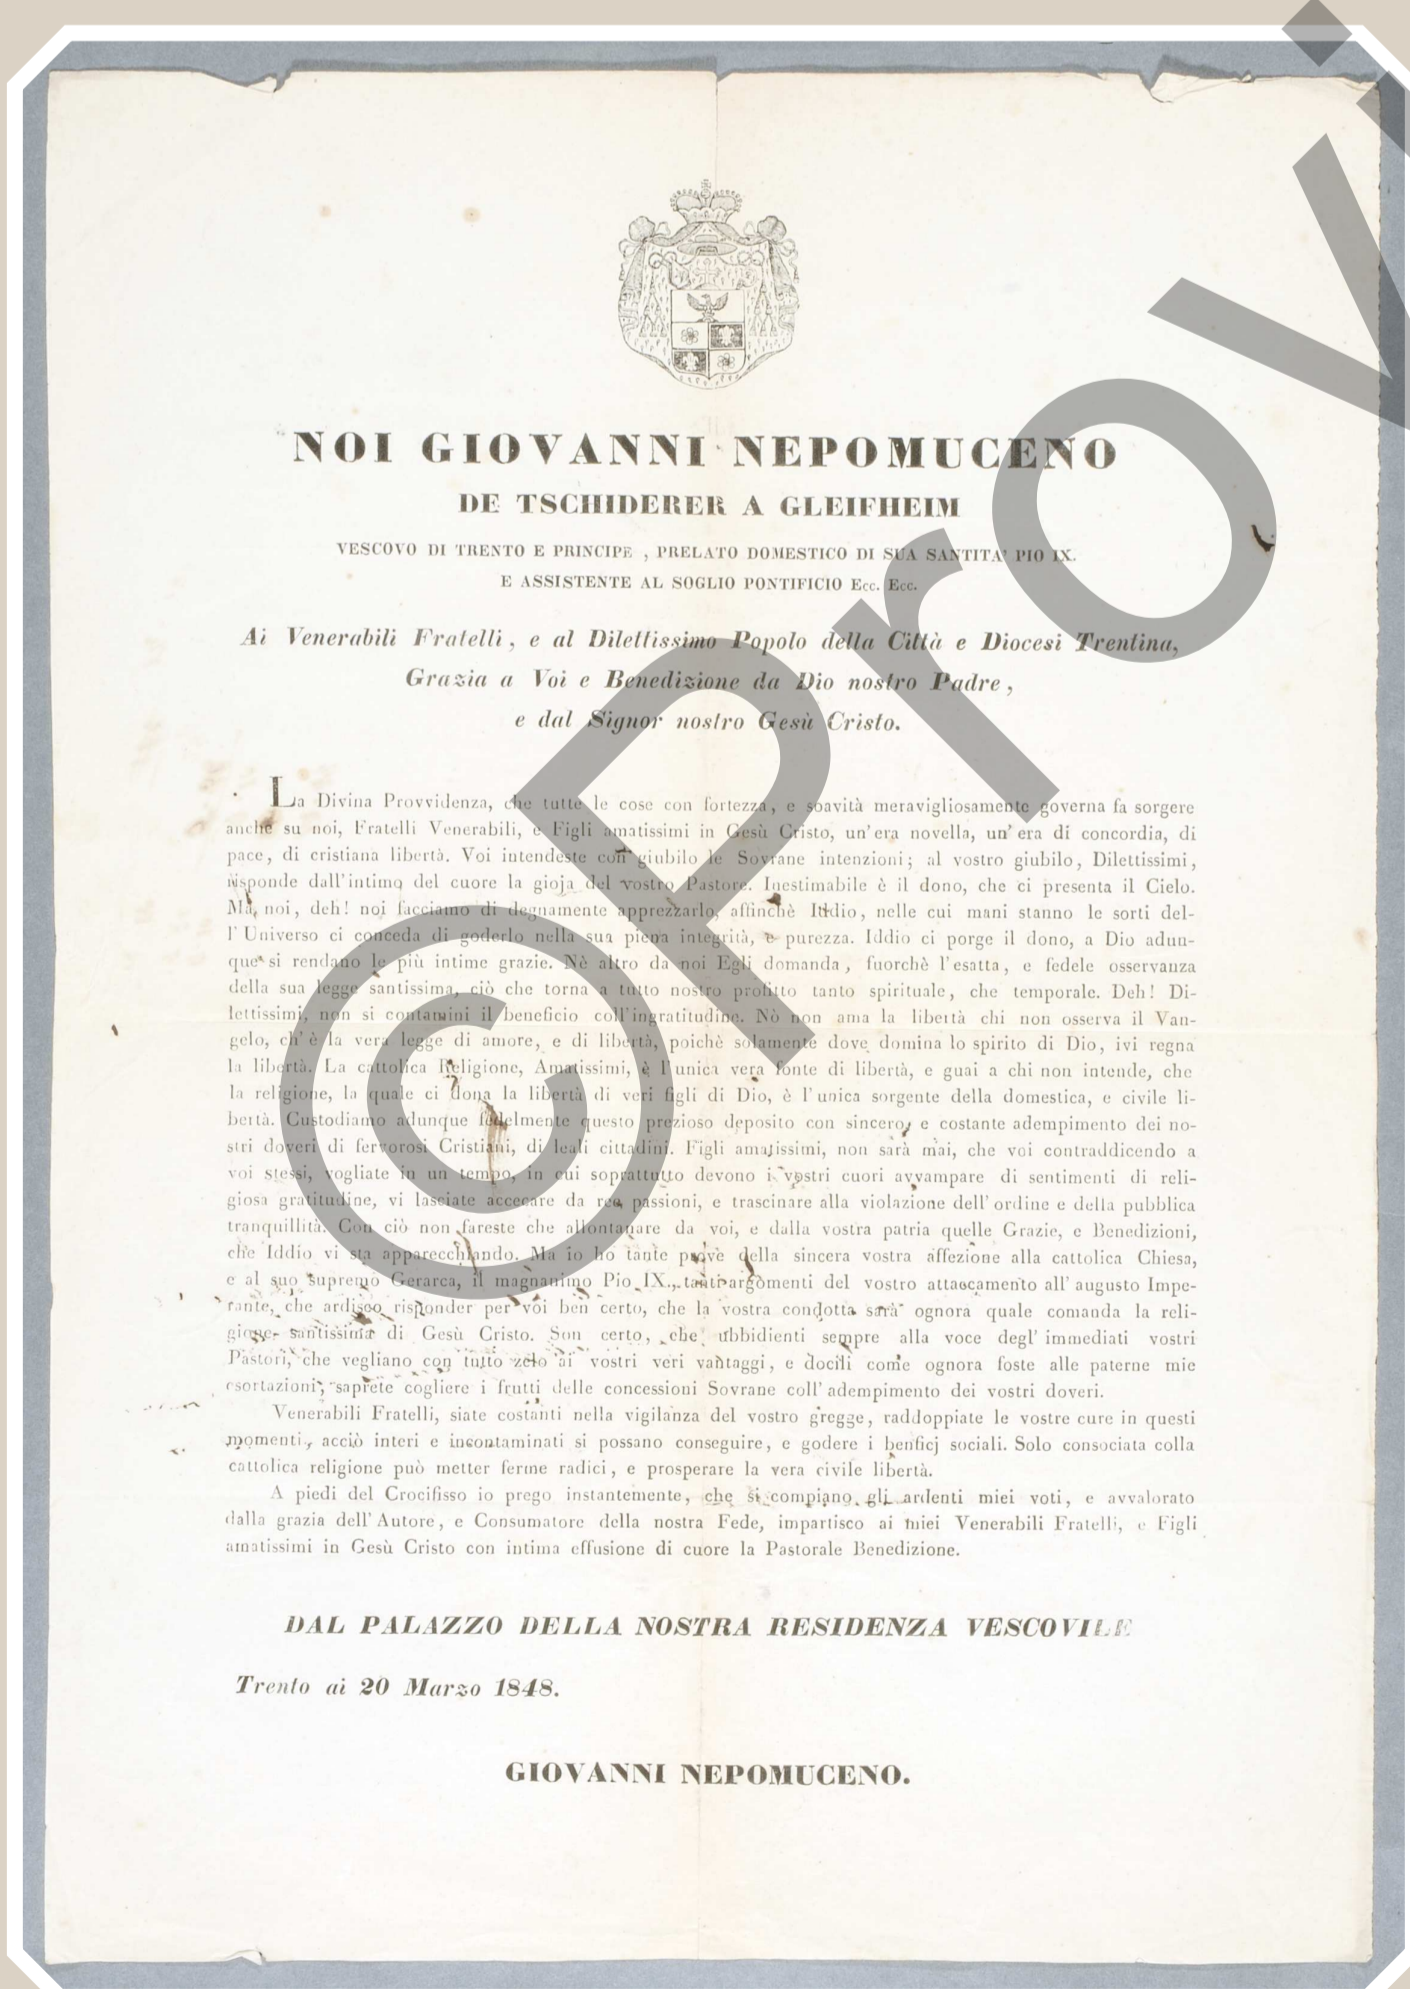 NOI GIOVANNI NEPOMUCENO
DE TSCHIDERER A GLEIFHEIM
VESCOVO DI TRENTO E PRINCIPE , PRELATO DOMESTICO DI SUA SANTITA' PIO IX.
E ASSISTENTE AL SOGLIO PONTIFICIO Ecc. Ecc.
Ai Venerabili Fratelli, e al Dilettissimo Popolo della Città e Diocesi Trentina,
Grazia a Voi e Benedizione da Dio nostro Padre,
e dal Signor nostro Gesù Cristo.
La Divina Provvidenza, che tutte le cose con fortezza, e soavità meravigliosamente governa fa sorgere
anche su noi, Fratelli Venerabili, e Figli amatissimi in Gesù Cristo, un'era novella, un'era di concordia, di
pace, di cristiana libertà. Voi intendeste con giubilo le Sovrane intenzioni; al vostro giubilo, Dilettissimi,
risponde dall'intimo del cuore la gioja del vostro Pastore. Inestimabile è il dono, che ci presenta il Cielo.
Ma noi, deh! noi facciamo di degnamente apprezzarlo, affinchè Iddio, nelle cui mani stanno le sorti del-
l'Universo ci conceda di goderlo nella sua piena integrità, e purezza. Iddio ci porge il dono, a Dio adun-
que si rendano le più intime grazie. Nè altro da noi Egli domanda, fuorchè l'esatta, e fedele osservanza
della sua legge santissima, ciò che torna a tutto nostro profitto tanto spirituale, che temporale. Deh! Di-
lettissimi, non si contamini il beneficio coll'ingratitudine. Nò non ama la libertà chi non osserva il Van-
gelo, ch'è la vera legge di amore, e di libertà, poichè solamente dove domina lo spirito di Dio, ivi regna
la libertà. La cattolica Religione, Amatissimi, è l'unica vera fonte di libertà, e guai a chi non intende, che
la religione, la quale ci dona la libertà di veri figli di Dio, è l'unica sorgente della domestica, e civile li-
bertà. Custodiamo adunque fedelmente questo prezioso deposito con sincero, e costante adempimento dei no-
stri doveri di fervorosi Cristiani, di leali cittadini. Figli amatissimi, non sarà mai, che voi contraddicendo a
voi stessi, vogliate in un tempo, in cui soprattutto devono i vostri cuori avvampare di sentimenti di reli-
giosa gratitudine, vi lasciate accecare da ree passioni, e trascinare alla violazione dell'ordine e della pubblica
tranquillità. Con ciò non fareste che allontanare da voi, e dalla vostra patria quelle Grazie, e Benedizioni,
che Iddio vi sta apparecchiando. Ma io ho tante prove della sincera vostra affezione alla cattolica Chiesa,
e al suo supremo Gerarca, il magnanimo Pio IX., tanti argomenti del vostro attaccamento all'augusto Impe-
rante, che ardisco risponder per voi ben certo, che la vostra condotta sarà ognora quale comanda la reli-
gione santissima di Gesù Cristo. Son certo, che ubbidienti sempre alla voce degl'immediati vostri
Pastori, che vegliano con tutto zelo ai vostri veri vantaggi, e docili come ognora foste alle paterne mie
esortazioni, saprete cogliere i frutti delle concessioni Sovrane coll'adempimento dei vostri doveri.
Venerabili Fratelli, siate costanti nella vigilanza del vostro gregge, raddoppiate le vostre cure in questi
momenti, acciò interi e incontaminati si possano conseguire, e godere i benficj sociali. Solo consociata colla
cattolica religione può metter ferme radici, e prosperare la vera civile libertà.
A piedi del Crocifisso io prego instantemente, che si compiano gli ardenti miei voti, e avvalorato
dalla grazia dell'Autore, e Consumatore della nostra Fede, impartisco ai miei Venerabili Fratelli, e Figli
amatissimi in Gesù Cristo con intima effusione di cuore la Pastorale Benedizione.
DAL PALAZZO DELLA NOSTRA RESIDENZA VESCOVILE
Trento ai 20 Marzo 1848.
GIOVANNI NEPOMUCENO.
©Prov